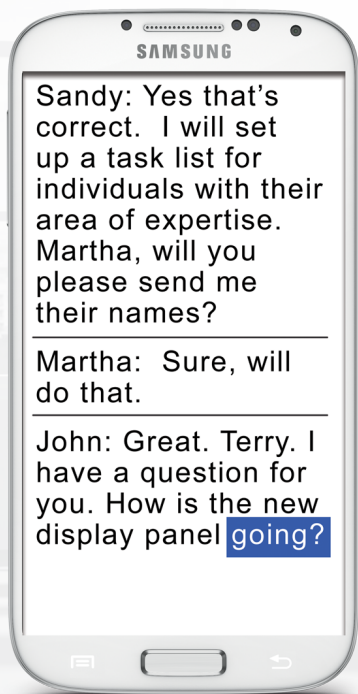 SAMSUNG
Sandy: Yes that's
correct.  I will set
up a task list for
individuals with their
area of expertise.
Martha, will you
please send me
their names?
Martha:  Sure, will
do that.
John: Great. Terry. I
have a question for
you. How is the new
display panel going?